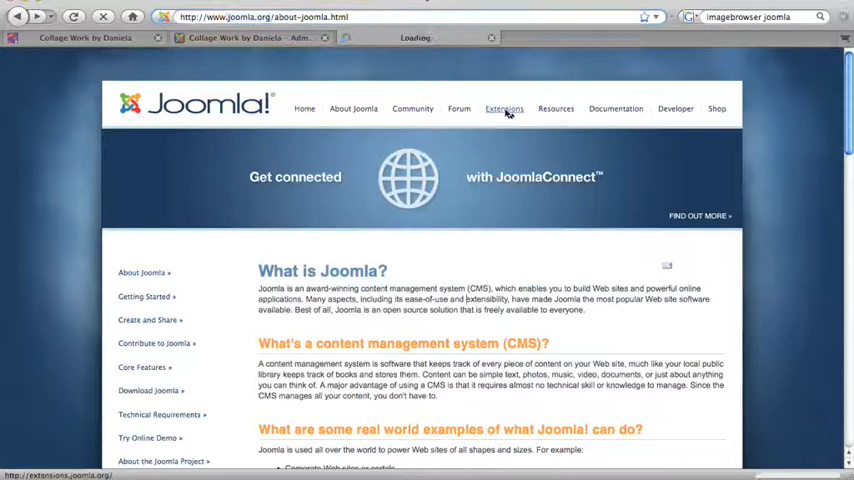 http://www.joomla.org/about-joomla.html
imagebrowser joomla
Collage Work by Daniela
Collage Work by Daniela - Adm...
Loading
Joomla!®
Home
About Joomla
Community
Forum
Extensions
Resources
Documentation
Developer
Shop
Get connected
with JoomlaConnect™
FIND OUT MORE »
About Joomla »
Getting Started »
Create and Share »
Contribute to Joomla »
Core Features »
Download Joomla »
Technical Requirements »
Try Online Demo »
About the Joomla Project »
What is Joomla?
Joomla is an award-winning content management system (CMS), which enables you to build Web sites and powerful online
applications. Many aspects, including its ease-of-use and extensibility, have made Joomla the most popular Web site software
available. Best of all, Joomla is an open source solution that is freely available to everyone.
What's a content management system (CMS)?
A content management system is software that keeps track of every piece of content on your Web site, much like your local public
library keeps track of books and stores them. Content can be simple text, photos, music, video, documents, or just about anything
you can think of. A major advantage of using a CMS is that it requires almost no technical skill or knowledge to manage. Since the
CMS manages all your content, you don't have to.
What are some real world examples of what Joomla! can do?
Joomla is used all over the world to power Web sites of all shapes and sizes. For example:
Corporate Web sites or portals
http://extensions.joomla.org/